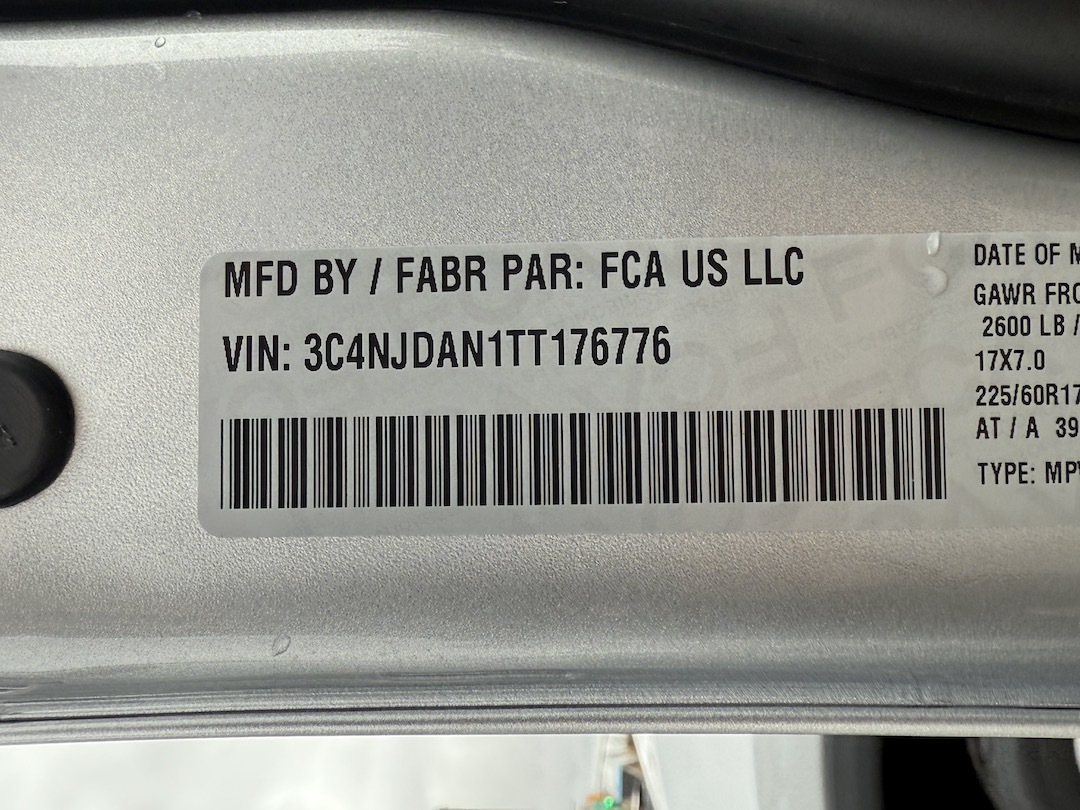 MFD BY / FABR PAR: FCA US LLC
VIN: 3C4NJDAN1TT176776
DATE OF M
GAWR FRO
2600 LB /
17X7.0
225/60R17
AT / A 39
TYPE: MPV